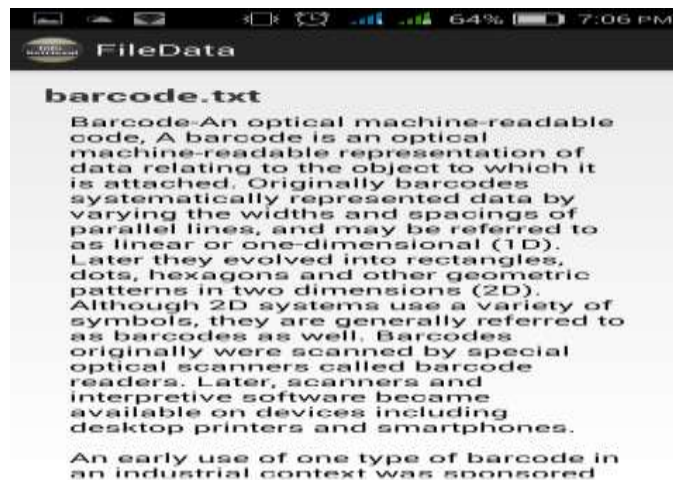 64% 7:06 PM
FileData
barcode.txt
Barcode-An optical machine-readable
code, A barcode is an optical
machine-readable representation of
data relating to the object to which it
is attached. Originally barcodes
systematically represented data by
varying the widths and spacings of
parallel lines, and may be referred to
as linear or one-dimensional (1D).
Later they evolved into rectangles,
dots, hexagons and other geometric
patterns in two dimensions (2D).
Although 2D systems use a variety of
symbols, they are generally referred to
as barcodes as well. Barcodes
originally were scanned by special
optical scanners called barcode
readers. Later, scanners and
interpretive software became
available on devices including
desktop printers and smartphones.
An early use of one type of barcode in
an industrial context was sponsored